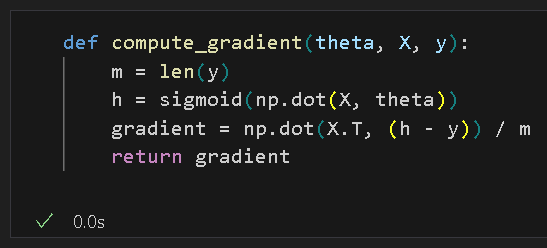 def compute_gradient(theta, X, y):
    m = len(y)
    h = sigmoid(np.dot(X, theta))
    gradient = np.dot(X.T, (h - y)) / m
    return gradient
0.0s